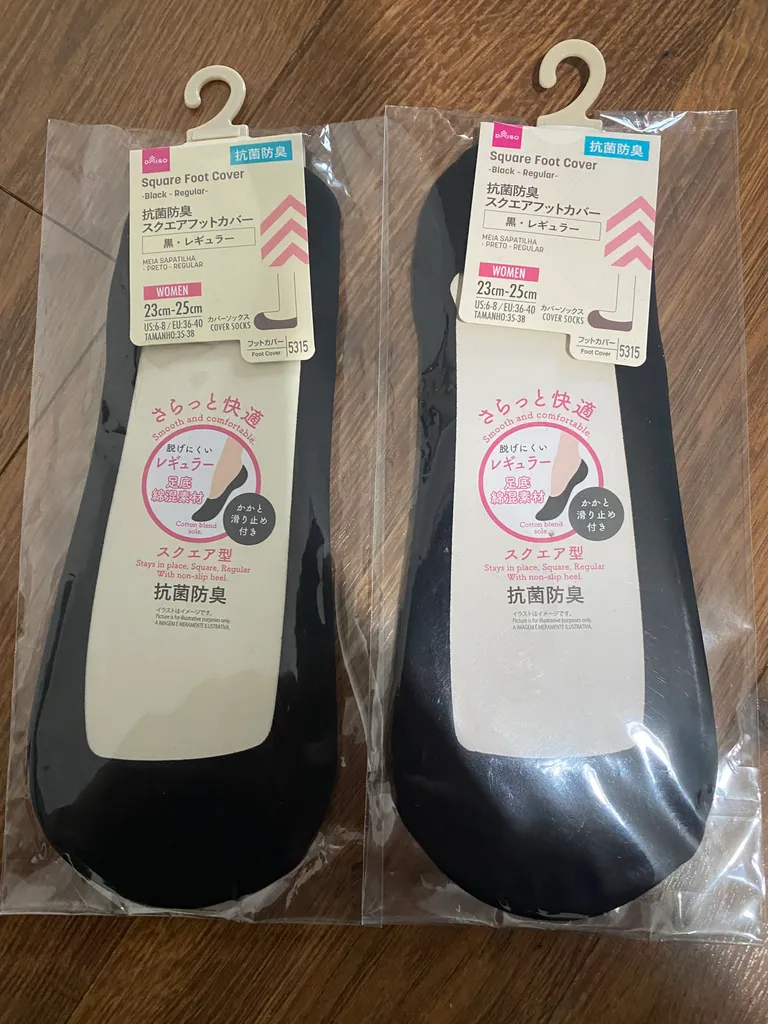 DAISO
抗菌防臭
Square Foot Cover
-Black - Regular-
抗菌防臭
スクエアフットカバー
黒・レギュラー
MEIA SAPATILHA
- PRETO - REGULAR
WOMEN
23cm-25cm
US:6-8 / EU:36-40
TAMANHO:35-38
カバーソックス
COVER SOCKS
フットカバー
Foot Cover
5315
さらっと快適
Smooth and comfortable.
脱げにくい
レギュラー
足底
綿混素材
Cotton blend
sole.
かかと
滑り止め
付き
スクエア型
Stays in place, Square, Regular
With non-slip heel.
抗菌防臭
イラストはイメージです。
Picture is for illustrative purposes only.
A IMAGEM É MERAMENTE ILUSTRATIVA.
DAISO
抗菌防臭
Square Foot Cover
-Black - Regular-
抗菌防臭
スクエアフットカバー
黒・レギュラー
MEIA SAPATILHA
- PRETO - REGULAR
WOMEN
23cm-25cm
US:6-8 / EU:36-40
TAMANHO:35-38
カバーソックス
COVER SOCKS
フットカバー
Foot Cover
5315
さらっと快適
Smooth and comfortable.
脱げにくい
レギュラー
足底
綿混素材
Cotton blend
sole.
かかと
滑り止め
付き
スクエア型
Stays in place, Square, Regular
With non-slip heel.
抗菌防臭
イラストはイメージです。
Picture is for illustrative purposes only.
A IMAGEM É MERAMENTE ILUSTRATIVA.